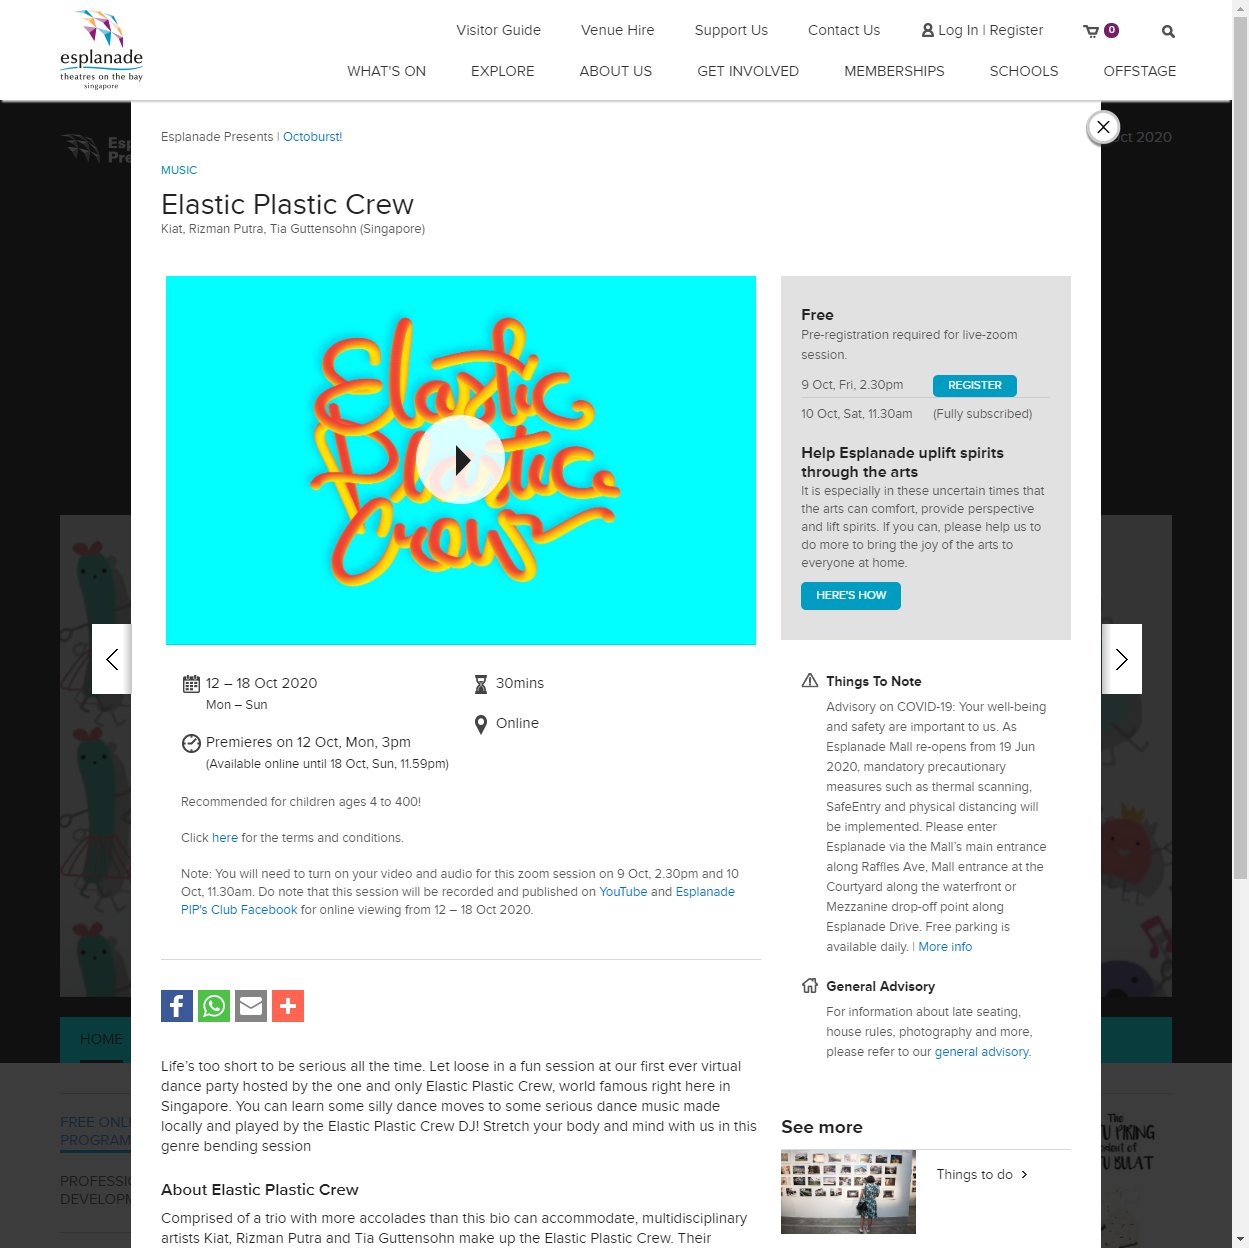 esplanade
theatres on the bay
singapore
Visitor Guide
Venue Hire
Support Us
Contact Us
Log In | Register
0
WHAT'S ON
EXPLORE
ABOUT US
GET INVOLVED
MEMBERSHIPS
SCHOOLS
OFFSTAGE
Esplanade Presents | Octoburst!
MUSIC
Elastic Plastic Crew
Kiat, Rizman Putra, Tia Guttensohn (Singapore)
Elastic
Plastic
Crew
Free
Pre-registration required for live-zoom
session.
9 Oct, Fri, 2.30pm REGISTER
10 Oct, Sat, 11.30am (Fully subscribed)
Help Esplanade uplift spirits
through the arts
It is especially in these uncertain times that
the arts can comfort, provide perspective
and lift spirits. If you can, please help us to
do more to bring the joy of the arts to
everyone at home.
HERE'S HOW
12 – 18 Oct 2020
Mon – Sun
Premieres on 12 Oct, Mon, 3pm
(Available online until 18 Oct, Sun, 11.59pm)
30mins
Online
Recommended for children ages 4 to 400!
Click here for the terms and conditions.
Note: You will need to turn on your video and audio for this zoom session on 9 Oct, 2.30pm and 10
Oct, 11.30am. Do note that this session will be recorded and published on YouTube and Esplanade
PIP's Club Facebook for online viewing from 12 – 18 Oct 2020.
Things To Note
Advisory on COVID-19: Your well-being
and safety are important to us. As
Esplanade Mall re-opens from 19 Jun
2020, mandatory precautionary
measures such as thermal scanning,
SafeEntry and physical distancing will
be implemented. Please enter
Esplanade via the Mall's main entrance
along Raffles Ave, Mall entrance at the
Courtyard along the waterfront or
Mezzanine drop-off point along
Esplanade Drive. Free parking is
available daily. | More info
General Advisory
For information about late seating,
house rules, photography and more,
please refer to our general advisory.
Life's too short to be serious all the time. Let loose in a fun session at our first ever virtual
dance party hosted by the one and only Elastic Plastic Crew, world famous right here in
Singapore. You can learn some silly dance moves to some serious dance music made
locally and played by the Elastic Plastic Crew DJ! Stretch your body and mind with us in this
genre bending session
About Elastic Plastic Crew
Comprised of a trio with more accolades than this bio can accommodate, multidisciplinary
artists Kiat, Rizman Putra and Tia Guttensohn make up the Elastic Plastic Crew. Their
See more
Things to do
Oct 2020
HOME
FREE ONLI
PROGRAM
PROFESSI
DEVELOPM
The
BULAT